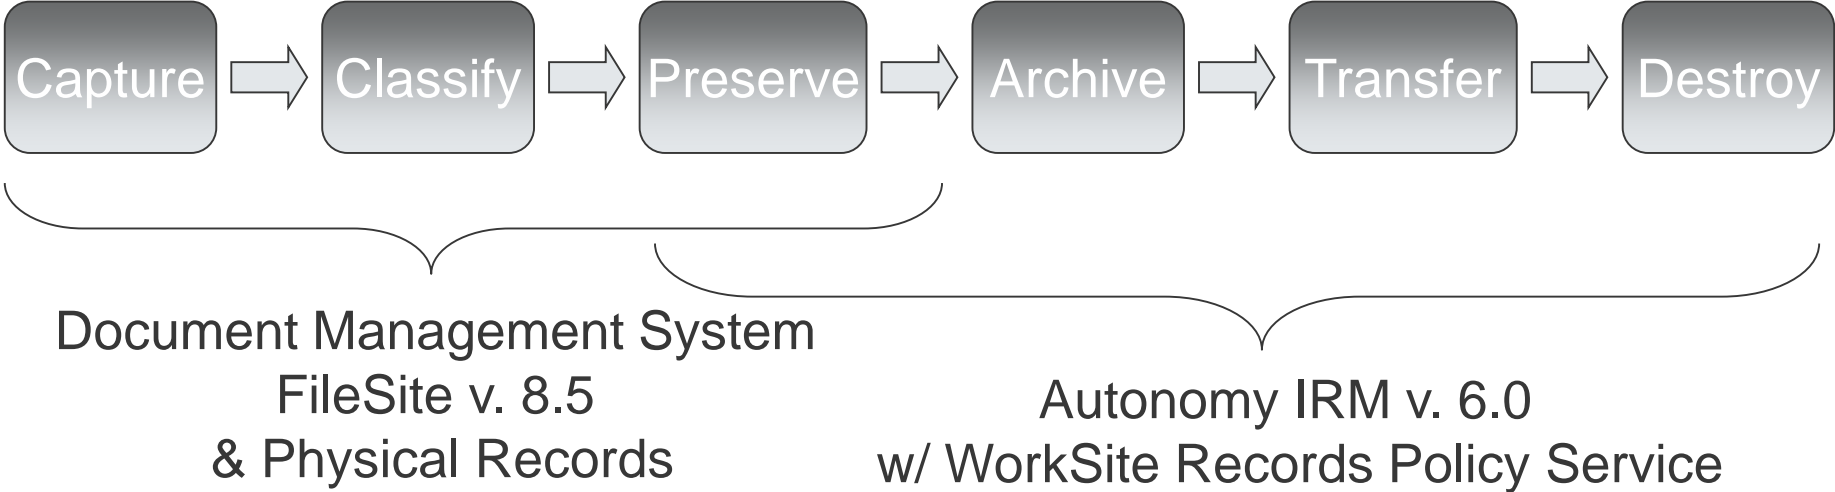 Capture Classify Preserve Archive Transfer Destroy
Document Management System
FileSite v. 8.5
& Physical Records
Autonomy IRM v. 6.0
w/ WorkSite Records Policy Service